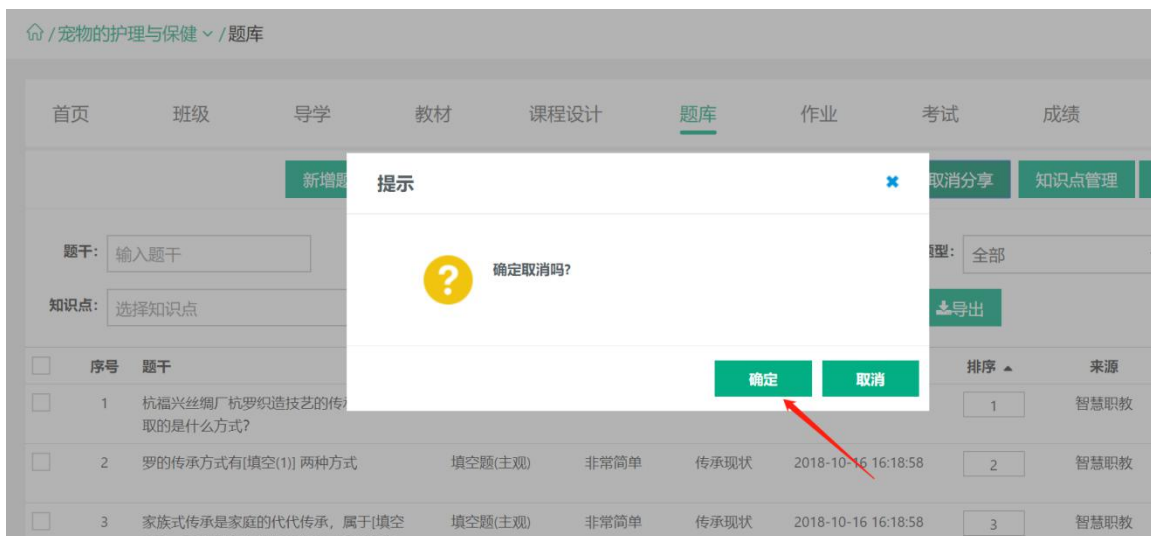 /宠物的护理与保健 /题库
首页 班级 导学 教材 课程设计 题库 作业 考试 成绩
新增题 取消分享 知识点管理
提示
确定取消吗?
确定 取消
题干: 输入题干 题型: 全部
知识点: 选择知识点 导出
序号 题干 排序 来源
1 杭福兴丝绸厂杭罗织造技艺的传 1 智慧职教
取的是什么方式?
2 罗的传承方式有[填空(1)] 两种方式 填空题(主观) 非常简单 传承现状 2018-10-16 16:18:58 2 智慧职教
3 家族式传承是家庭的代代传承，属于[填空 填空题(主观) 非常简单 传承现状 2018-10-16 16:18:58 3 智慧职教